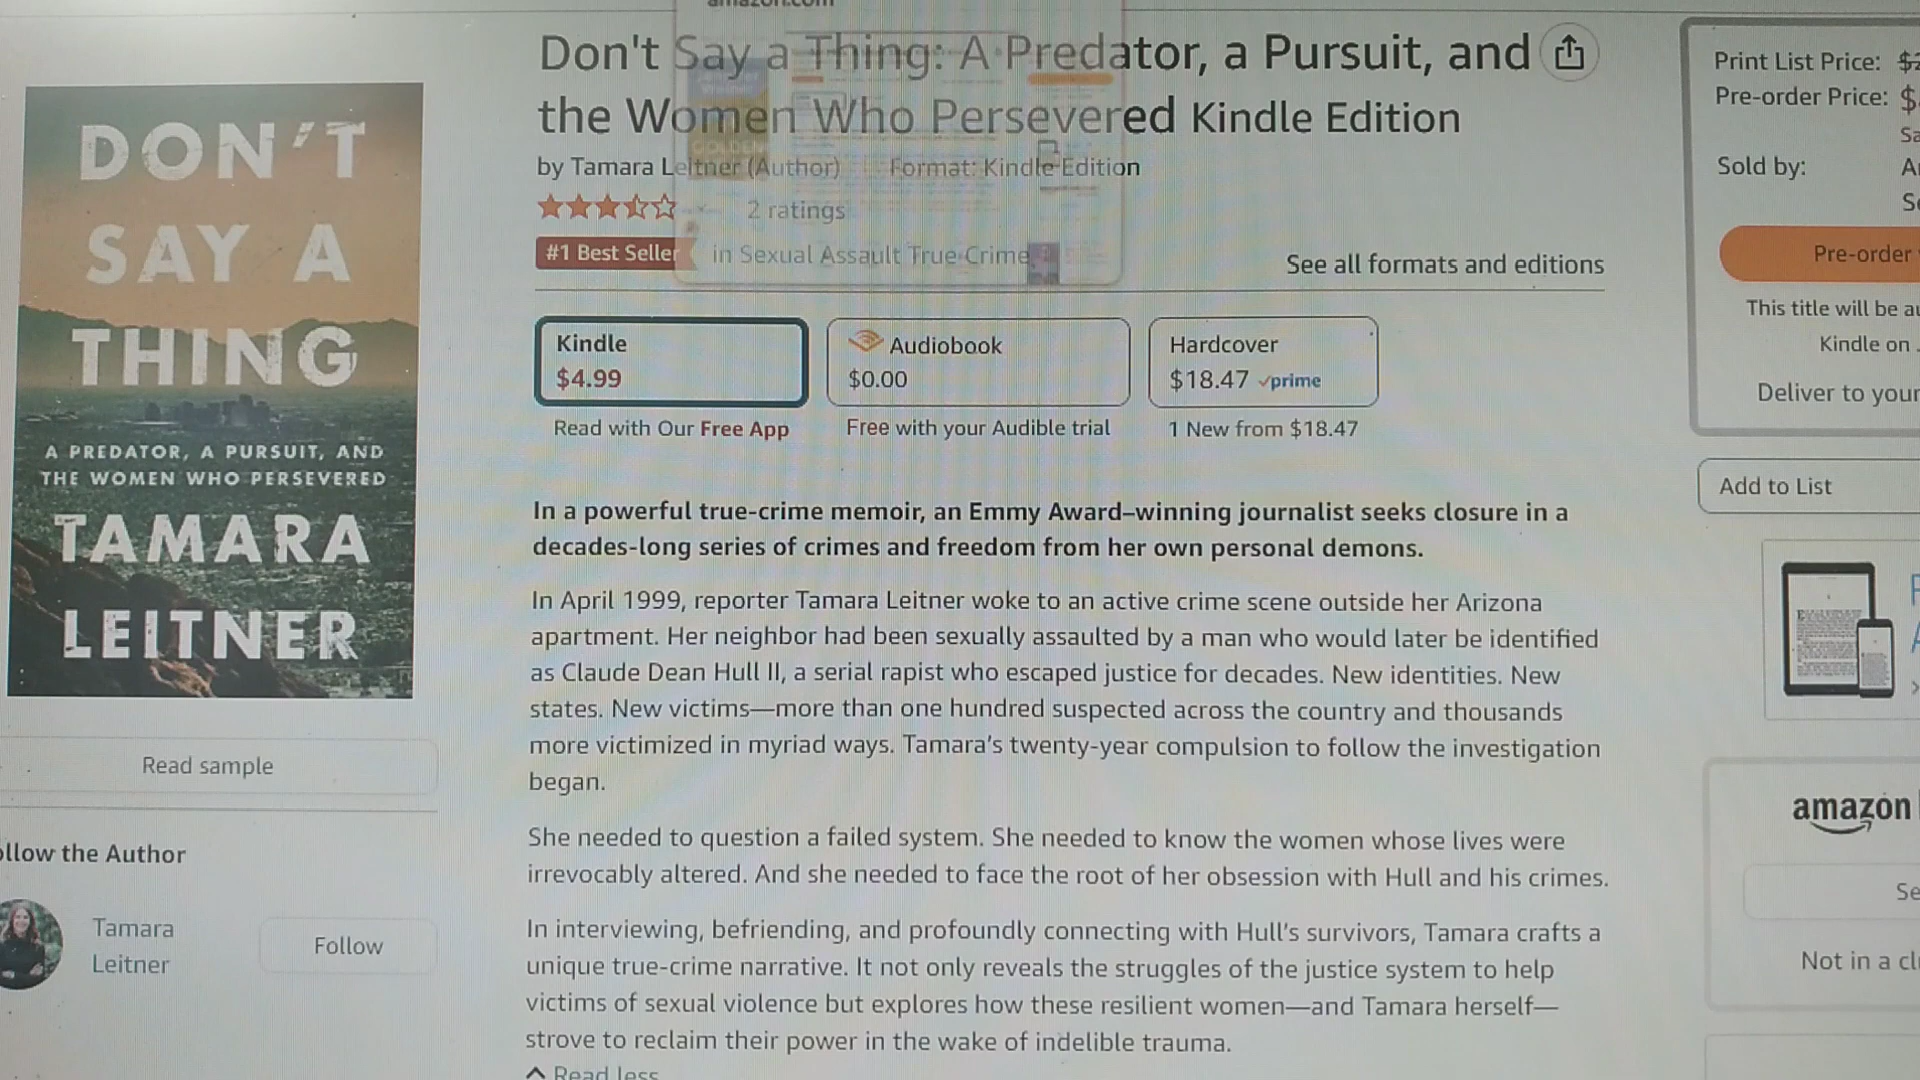 amazon.com
Don't Say a Thing: A Predator, a Pursuit, and
the Women Who Persevered Kindle Edition
by Tamara Leitner (Author) Format: Kindle Edition
2 ratings
#1 Best Seller in Sexual Assault True Crime
See all formats and editions
Kindle
$4.99
Read with Our Free App
Audiobook
$0.00
Free with your Audible trial
Hardcover
$18.47 prime
1 New from $18.47
In a powerful true-crime memoir, an Emmy Award–winning journalist seeks closure in a
decades-long series of crimes and freedom from her own personal demons.
In April 1999, reporter Tamara Leitner woke to an active crime scene outside her Arizona
apartment. Her neighbor had been sexually assaulted by a man who would later be identified
as Claude Dean Hull II, a serial rapist who escaped justice for decades. New identities. New
states. New victims—more than one hundred suspected across the country and thousands
more victimized in myriad ways. Tamara's twenty-year compulsion to follow the investigation
began.
She needed to question a failed system. She needed to know the women whose lives were
irrevocably altered. And she needed to face the root of her obsession with Hull and his crimes.
In interviewing, befriending, and profoundly connecting with Hull's survivors, Tamara crafts a
unique true-crime narrative. It not only reveals the struggles of the justice system to help
victims of sexual violence but explores how these resilient women—and Tamara herself—
strove to reclaim their power in the wake of indelible trauma.
Read less
DON'T
SAY A
THING
A PREDATOR, A PURSUIT, AND
THE WOMEN WHO PERSEVERED
TAMARA
LEITNER
Read sample
llow the Author
Tamara
Leitner
Follow
Print List Price:
Pre-order Price: $
Sold by:
Pre-order
This title will be
Kindle on
Deliver to your
Add to List
amazon
Not in a